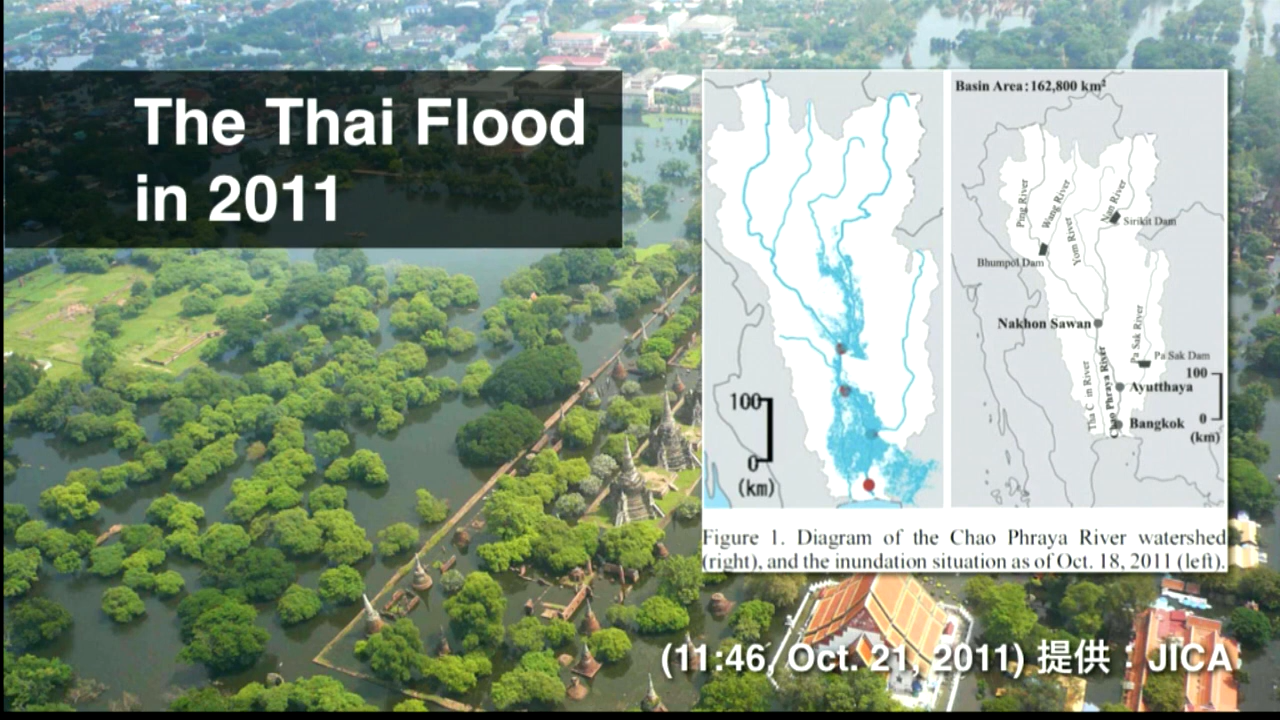 The Thai Flood
in 2011
Basin Area:162,800 km²
Ping River
Wang River
Yom River
Nan River
Sirikit Dam
Bhumpol Dam
Nakhon Sawan
Pa Sak River
Pa Sak Dam
Tha C in River
Chao Phraya River
Ayutthaya
Bangkok
100
0
(km)
100
0
(km)
Figure 1. Diagram of the Chao Phraya River watershed
(right), and the inundation situation as of Oct. 18, 2011 (left).
(11:46, Oct. 21, 2011) 提供：JICA